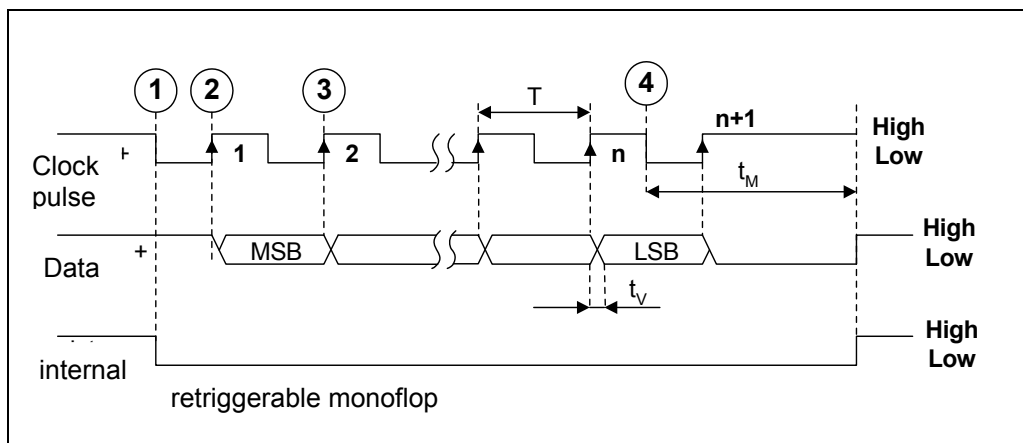 1 2 3 4
T
1 2 n n+1
High
Low
Clock +
pulse
t_M
Data +
MSB
LSB
High
Low
t_V
internal
High
Low
retriggerable monoflop